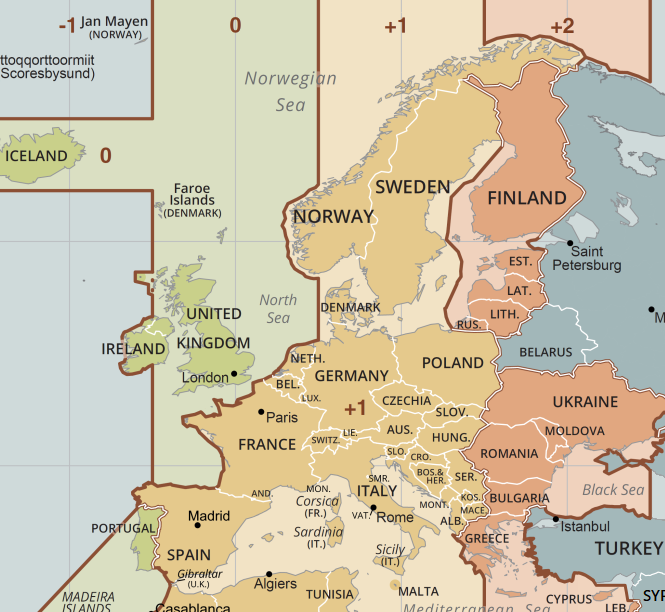 -1
Jan Mayen
(NORWAY)
0
+1
+2
ttoqqortoormiit
Scoresbysund)
Norwegian
Sea
ICELAND
0
Faroe
Islands
(DENMARK)
SWEDEN
NORWAY
FINLAND
Saint
Petersburg
EST.
LAT.
LITH.
RUS.
M
North
Sea
DENMARK
UNITED
KINGDOM
IRELAND
London
BELARUS
NETH.
BEL.
LUX.
GERMANY
POLAND
+1
CZECHIA
SLOV.
UKRAINE
Paris
LIE.
AUS.
HUNG.
MOLDOVA
FRANCE
SWITZ.
SLO.
CRO.
ROMANIA
BOS.&
HER.
SER.
SMR.
ITALY
AND.
MON.
Corsica
(FR.)
KOS.
BULGARIA
Black Sea
MONT.
MACE.
VAT.
Rome
ALB.
Madrid
PORTUGAL
SPAIN
Sardinia
(IT.)
Istanbul
GREECE
TURKEY
Sicily
(IT.)
Gibraltar
(U.K.)
Algiers
TUNISIA
MALTA
MADEIRA
ISLANDS
Casablanca
Mediterranean Sea
CYPRUS
LEB.
SYR